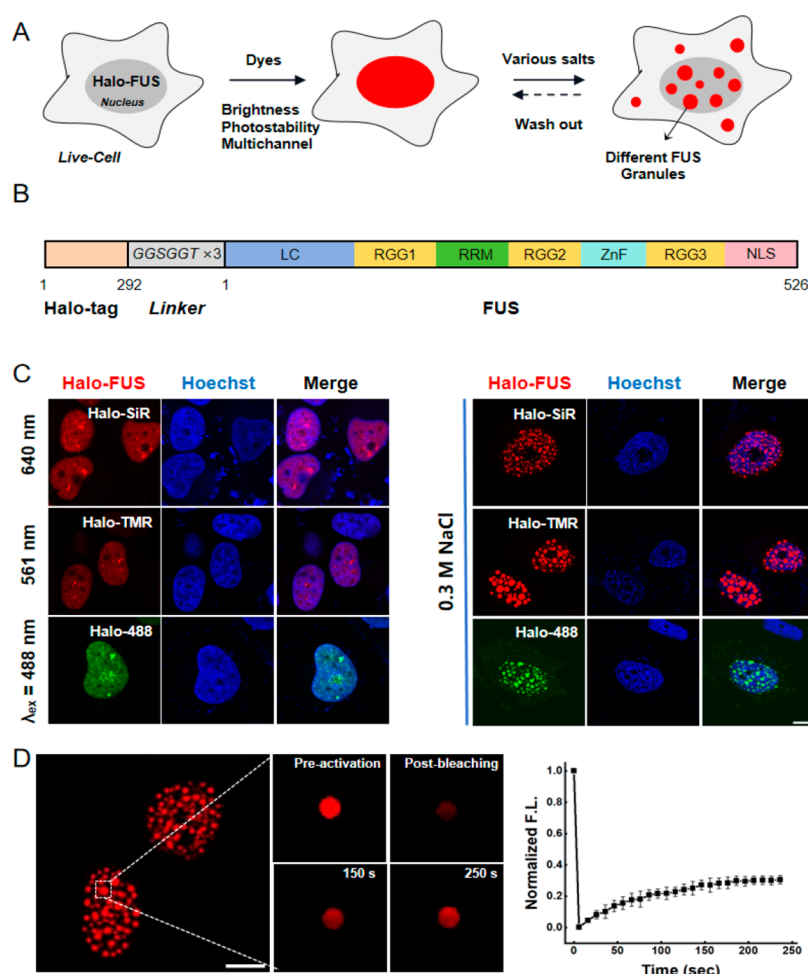 A
Halo-FUS
Nucleus
Live-Cell
Dyes
Brightness
Photostability
Multichannel
Various salts
Wash out
Different FUS
Granules
B
GGSGGT ×3
LC
RGG1
RRM
RGG2
ZnF
RGG3
NLS
1
292
1
526
Halo-tag
Linker
FUS
C
Halo-FUS
Hoechst
Merge
640 nm
Halo-SiR
561 nm
Halo-TMR
λex = 488 nm
Halo-488
Halo-FUS
Hoechst
Merge
0.3 M NaCl
Halo-SiR
Halo-TMR
Halo-488
D
Pre-activation
Post-bleaching
150 s
250 s
Normalized F.L.
1.0
0.8
0.6
0.4
0.2
0.0
0
50
100
150
200
250
Time (sec)